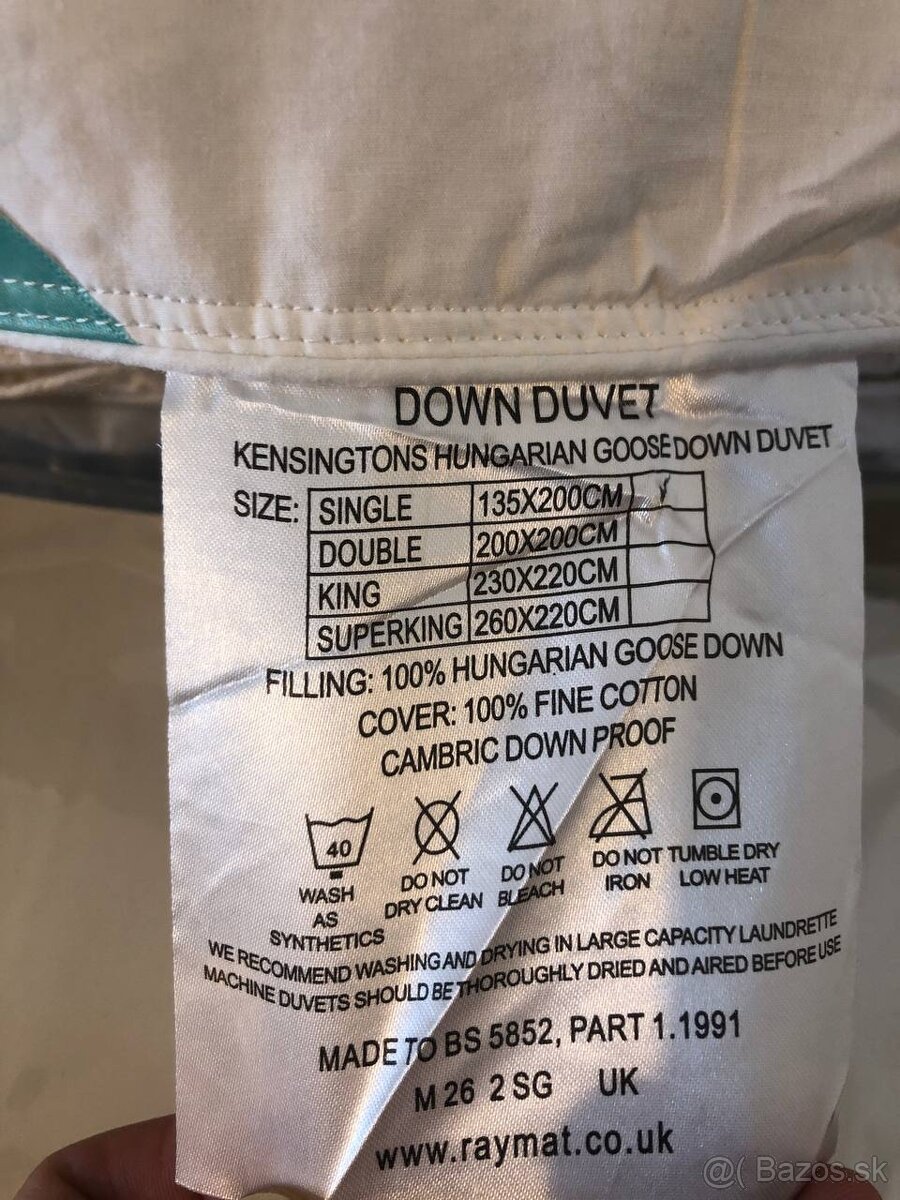 DOWN DUVET
KENSINGTONS HUNGARIAN GOOSE DOWN DUVET
SIZE: SINGLE 135X200CM
DOUBLE 200X200CM
KING 230X220CM
SUPERKING 260X220CM
FILLING: 100% HUNGARIAN GOOSE DOWN
COVER: 100% FINE COTTON
CAMBRIC DOWN PROOF
40
WASH AS SYNTHETICS
DO NOT DRY CLEAN
DO NOT BLEACH
DO NOT IRON
TUMBLE DRY LOW HEAT
WE RECOMMEND WASHING AND DRYING IN LARGE CAPACITY LAUNDRETTE
MACHINE DUVETS SHOULD BE THOROUGHLY DRIED AND AIRED BEFORE USE
MADE TO BS 5852, PART 1.1991
M 26 2 SG UK
www.raymat.co.uk
@( Bazos.sk